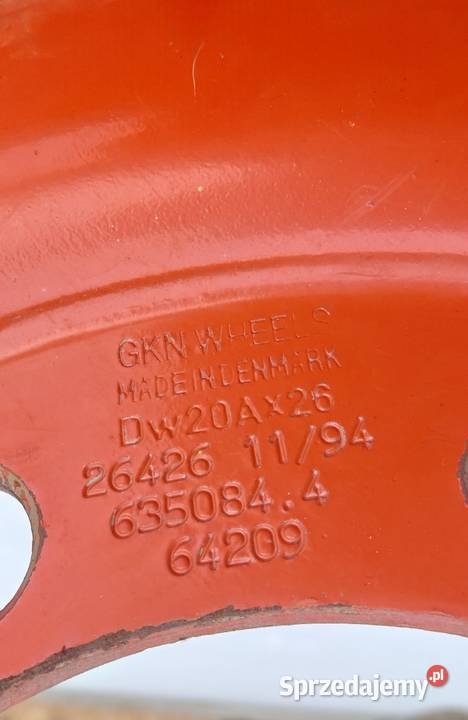 GKN WHEELS
MADE IN DENMARK
DW20AX26
26426 11/94
635084.4
64209
Sprzedajemy.pl